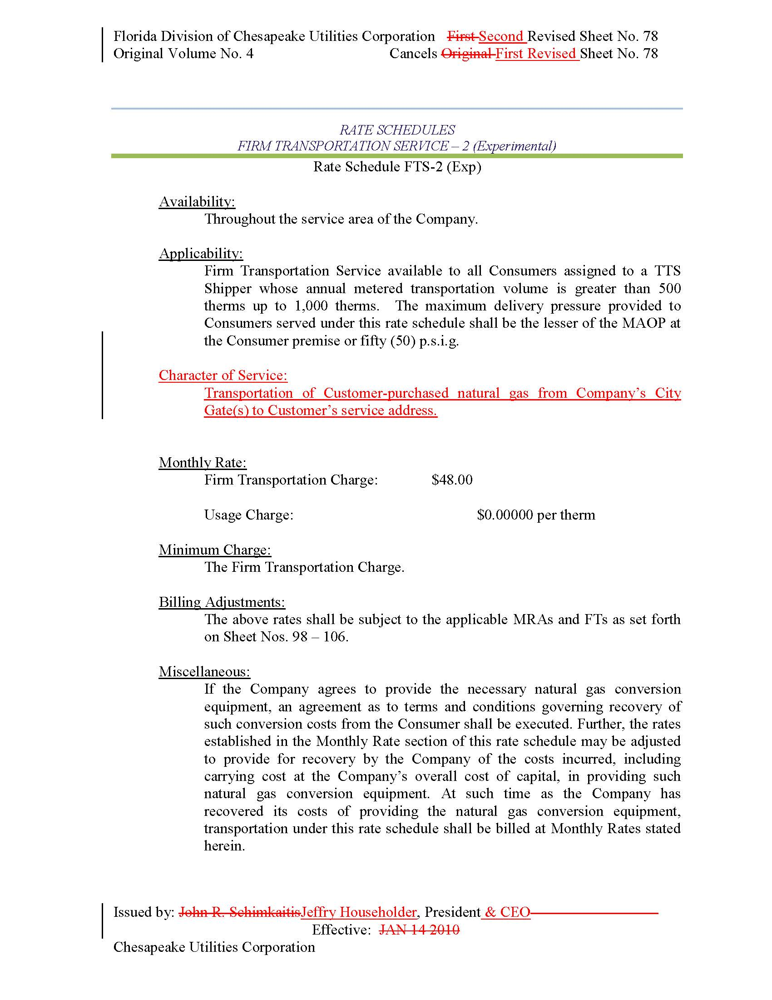 Florida Division of Chesapeake Utilities Corporation First Second Revised Sheet No. 78
Original Volume No. 4 Cancels Original First Revised Sheet No. 78
RATE SCHEDULES
FIRM TRANSPORTATION SERVICE – 2 (Experimental)
Rate Schedule FTS-2 (Exp)
Availability:
Throughout the service area of the Company.
Applicability:
Firm Transportation Service available to all Consumers assigned to a TTS
Shipper whose annual metered transportation volume is greater than 500
therms up to 1,000 therms. The maximum delivery pressure provided to
Consumers served under this rate schedule shall be the lesser of the MAOP at
the Consumer premise or fifty (50) p.s.i.g.
Character of Service:
Transportation of Customer-purchased natural gas from Company’s City
Gate(s) to Customer’s service address.
Monthly Rate:
Firm Transportation Charge: $48.00
Usage Charge: $0.00000 per therm
Minimum Charge:
The Firm Transportation Charge.
Billing Adjustments:
The above rates shall be subject to the applicable MRAs and FTs as set forth
on Sheet Nos. 98 – 106.
Miscellaneous:
If the Company agrees to provide the necessary natural gas conversion
equipment, an agreement as to terms and conditions governing recovery of
such conversion costs from the Consumer shall be executed. Further, the rates
established in the Monthly Rate section of this rate schedule may be adjusted
to provide for recovery by the Company of the costs incurred, including
carrying cost at the Company’s overall cost of capital, in providing such
natural gas conversion equipment. At such time as the Company has
recovered its costs of providing the natural gas conversion equipment,
transportation under this rate schedule shall be billed at Monthly Rates stated
herein.
Issued by: John R. SchimkaitisJeffry Householder, President & CEO
Effective: JAN 14 2010
Chesapeake Utilities Corporation